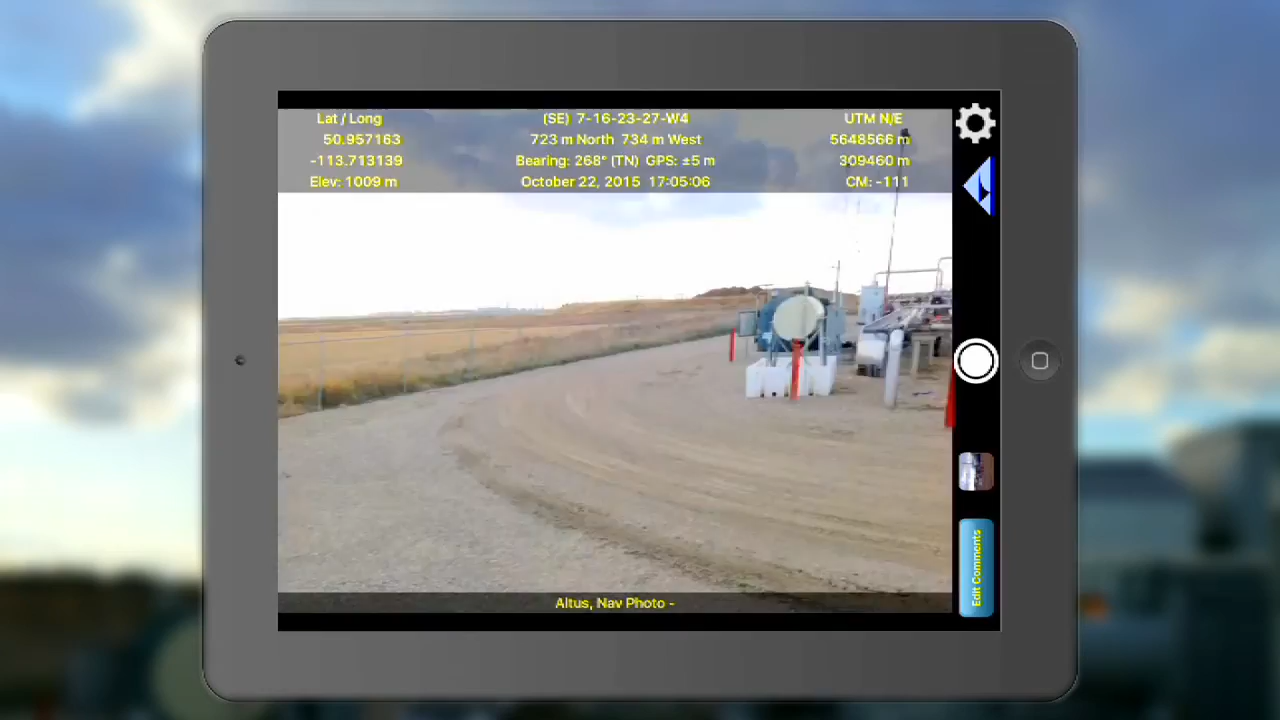 Lat / Long (SE) 7-16-23-27-W4 UTM N/E
50.957163 723 m North 734 m West 5648566 m
-113.713139 Bearing: 268° (TN) GPS: ±5 m 309460 m
Elev: 1009 m October 22, 2015 17:05:06 CM: -111
Edit Comments
Altus, Nav Photo -